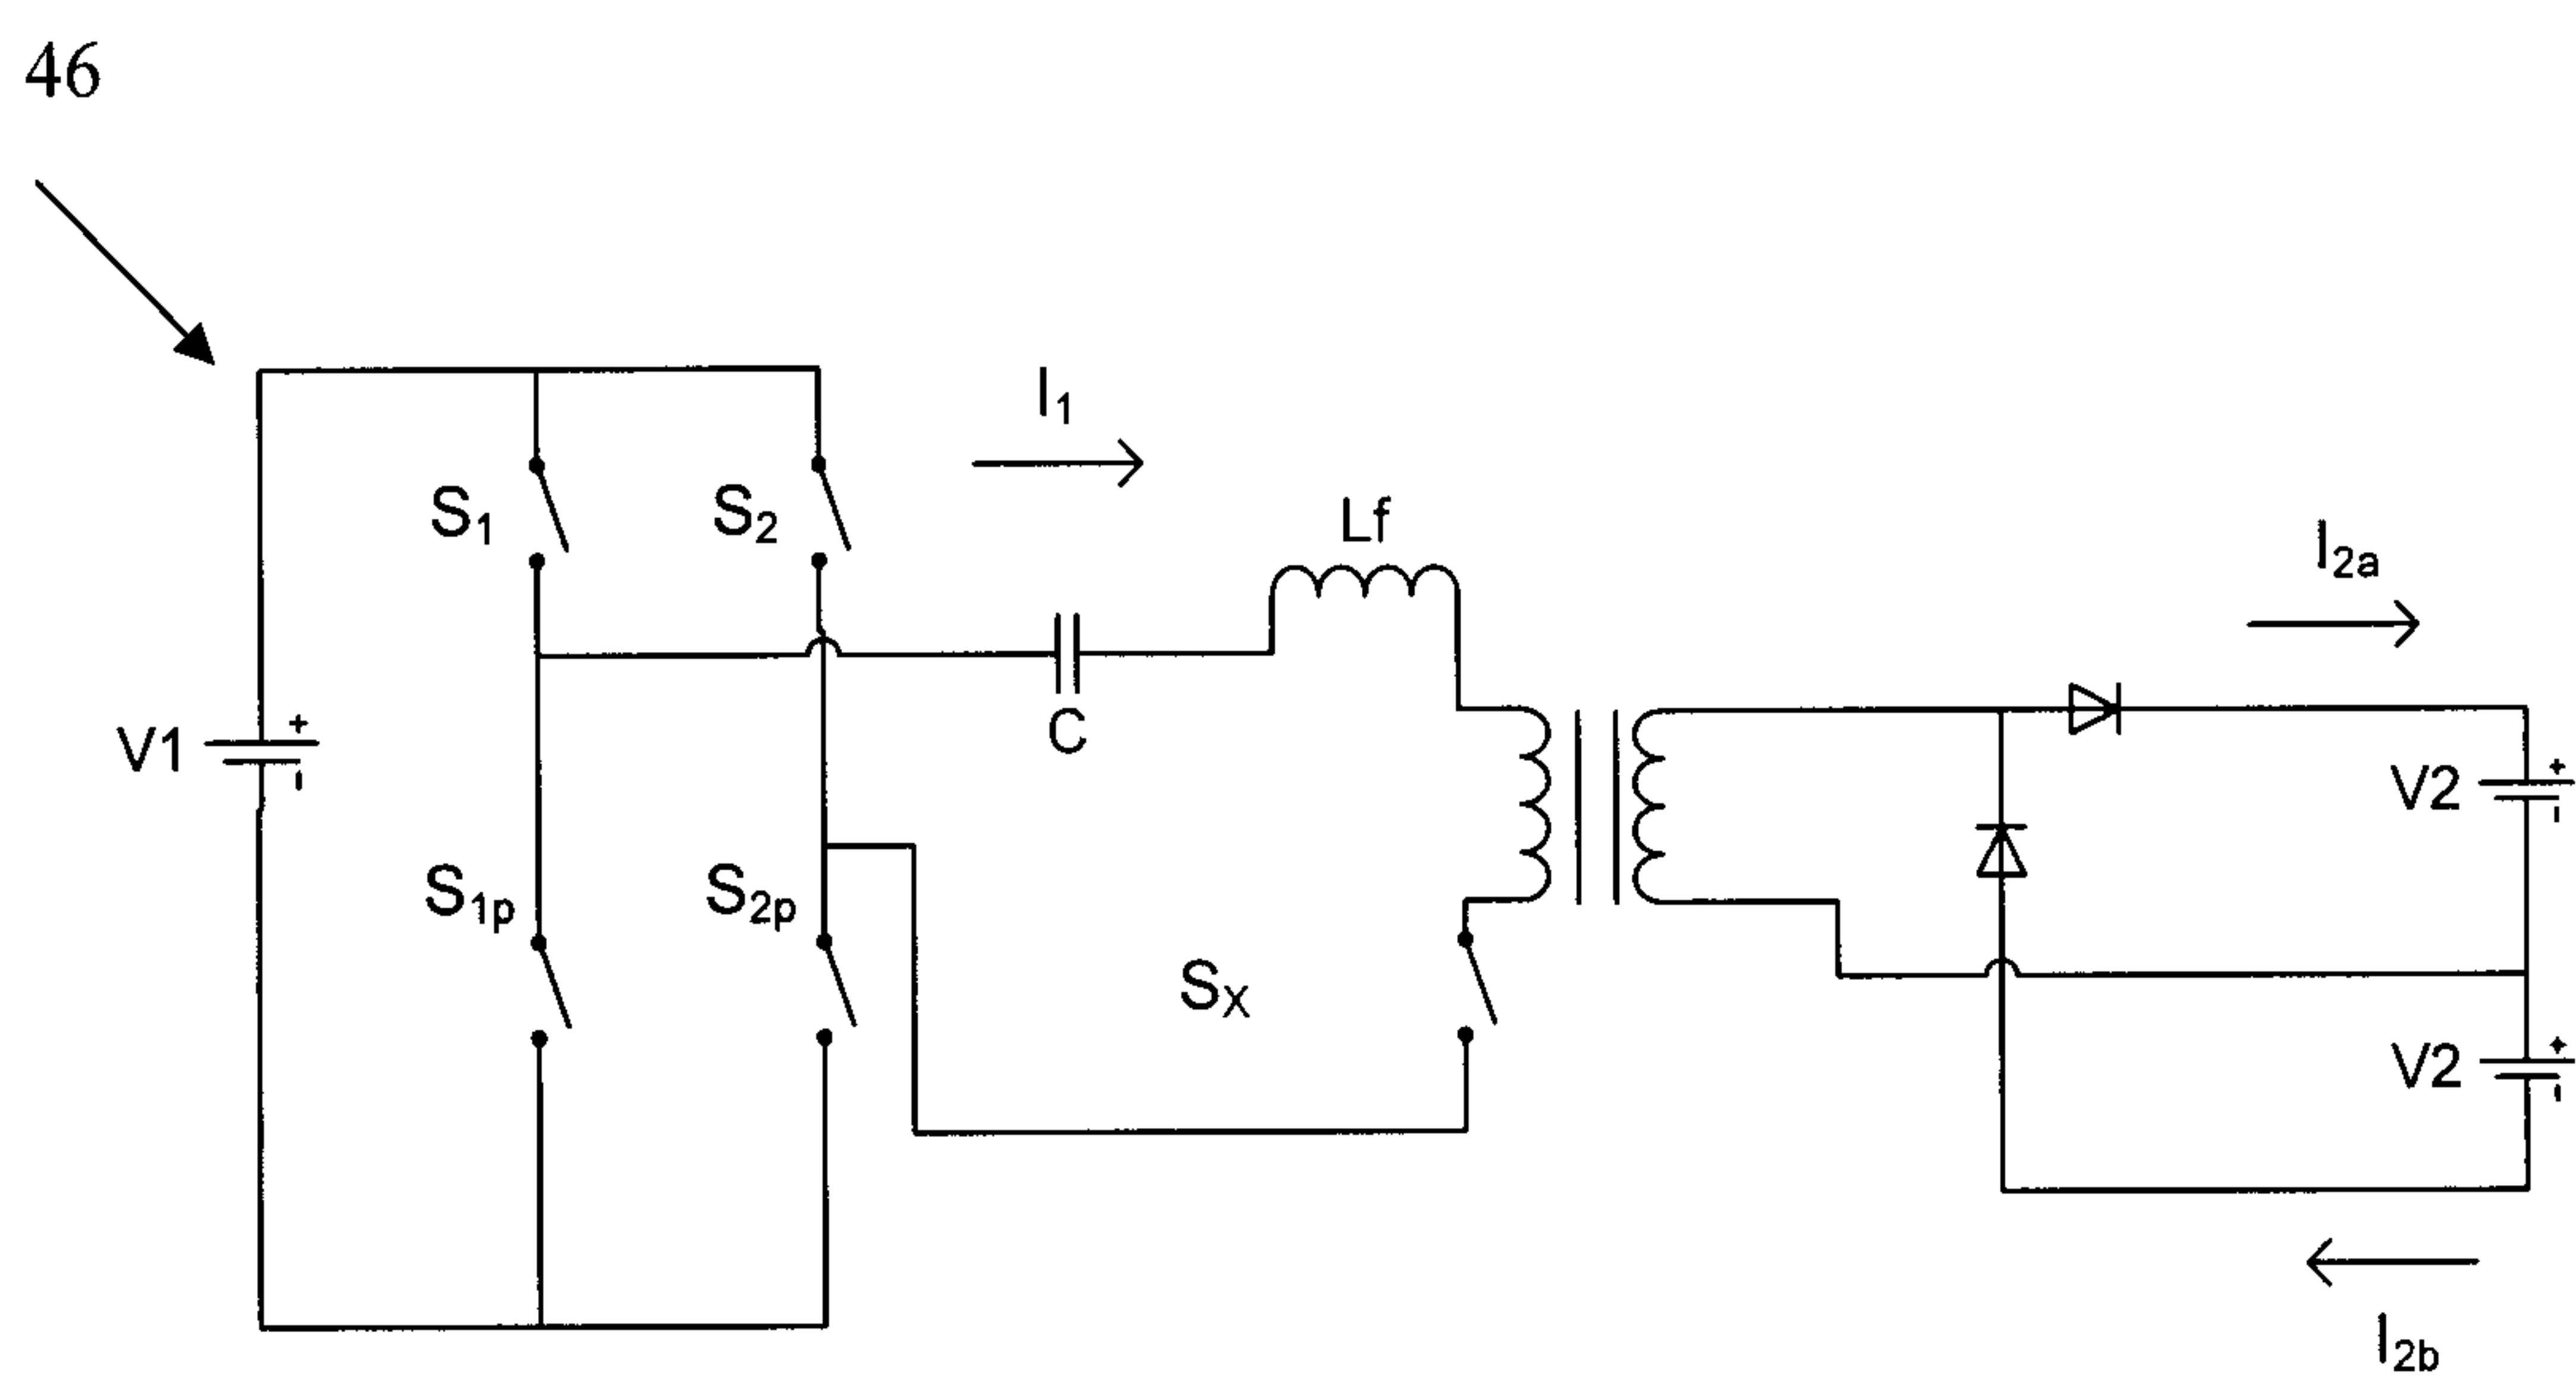 46
I1
S1
S2
Lf
I2a
V1
+
-
C
V2
+
-
S1p
S2p
SX
V2
+
-
I2b